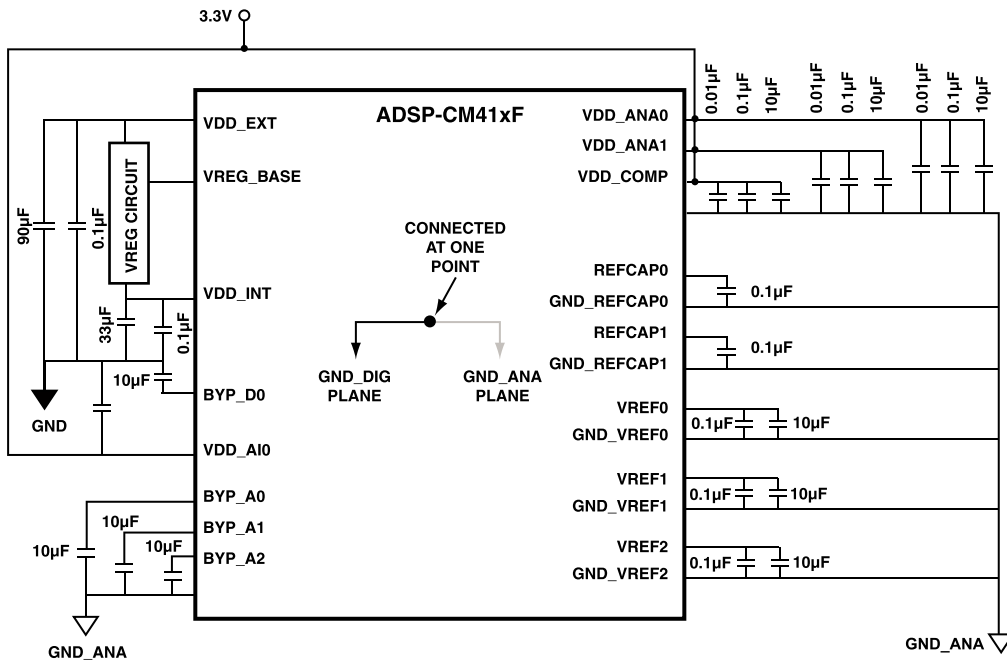 3.3V
ADSP-CM41xF
0.01µF
0.1µF
10µF
0.01µF
0.1µF
10µF
0.01µF
0.1µF
10µF
VDD_EXT
VREG_BASE
VDD_INT
BYP_D0
VDD_AI0
BYP_A0
BYP_A1
BYP_A2
VREG CIRCUIT
90µF
0.1µF
33µF
0.1µF
10µF
GND
10µF
10µF
10µF
GND_ANA
CONNECTED
AT ONE
POINT
GND_DIG
PLANE
GND_ANA
PLANE
VDD_ANA0
VDD_ANA1
VDD_COMP
REFCAP0
0.1µF
GND_REFCAP0
REFCAP1
0.1µF
GND_REFCAP1
VREF0
0.1µF
10µF
GND_VREF0
VREF1
0.1µF
10µF
GND_VREF1
VREF2
0.1µF
10µF
GND_VREF2
GND_ANA